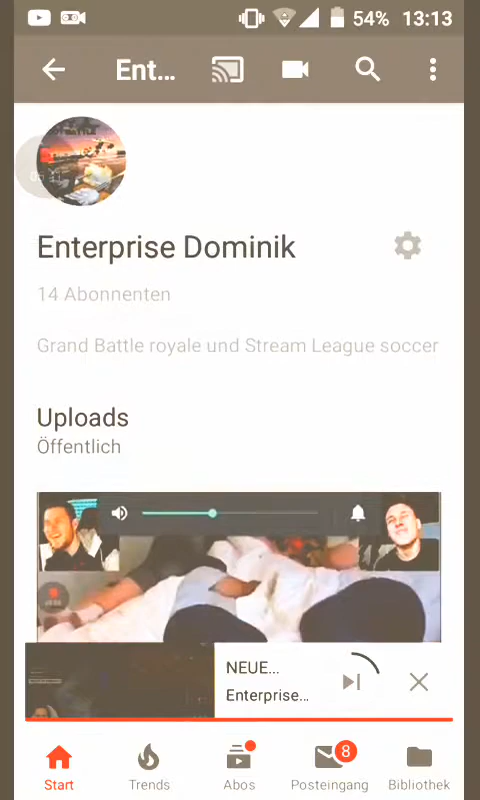 54% 13:13
Ent...
Enterprise Dominik
14 Abonnenten
Grand Battle royale und Stream League soccer
Uploads
Öffentlich
NEUE...
Enterprise...
8
Start Trends Abos Posteingang Bibliothek